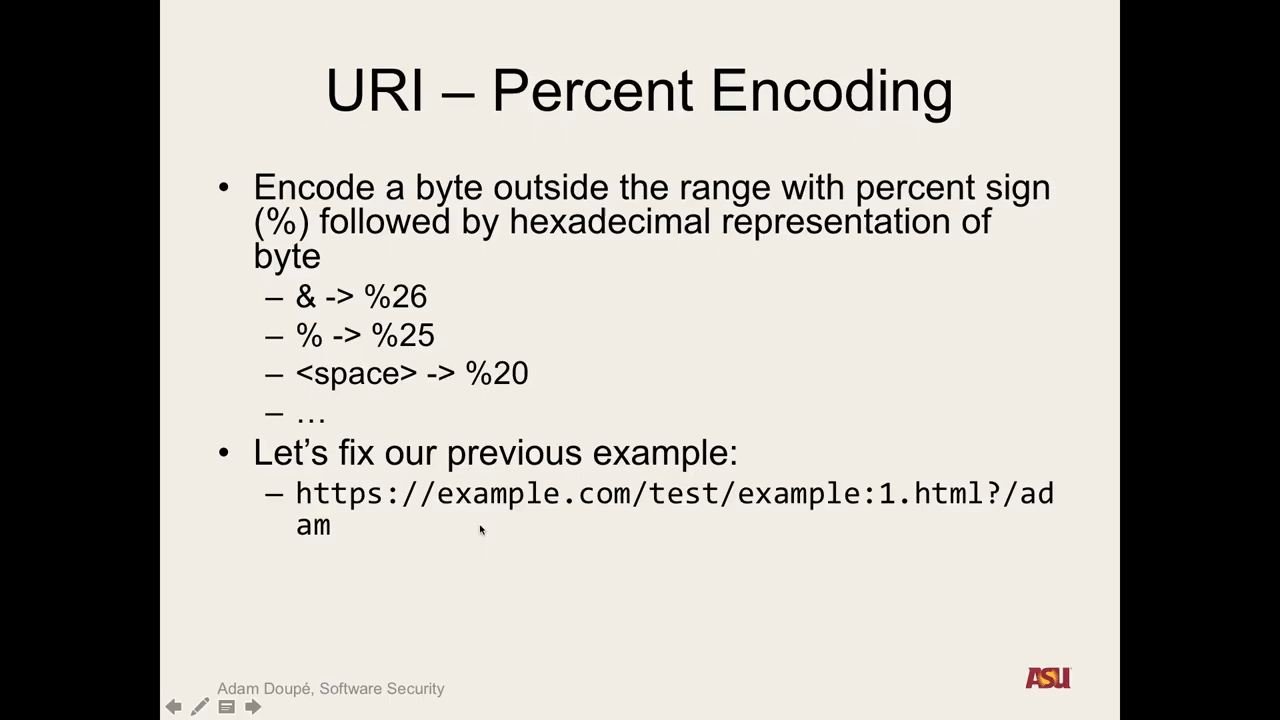 URI – Percent Encoding
• Encode a byte outside the range with percent sign
(%) followed by hexadecimal representation of
byte
– & -> %26
– % -> %25
– <space> -> %20
– …
• Let’s fix our previous example:
– https://example.com/test/example:1.html?/ad
am
Adam Doupé, Software Security
ASU